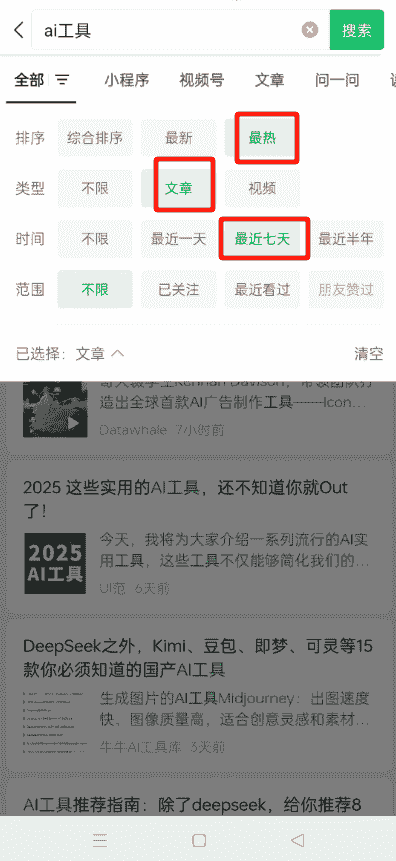 ai工具
搜索
全部 小程序 视频号 文章 问一问
排序 综合排序 最新 最热
类型 不限 文章 视频
时间 不限 最近一天 最近七天 最近半年
范围 不限 已关注 最近看过 朋友赞过
已选择：文章 清空
造出全球首款AI广告制作工具———Icon...
Datawhale 7小时前
2025 这些实用的AI工具，还不知道你就Out
了！
2025
AI工具
今天，我将为大家介绍一系列流行的AI实
用工具，这些工具不仅能够简化我们的...
UI范 6天前
DeepSeek之外，Kimi、豆包、即梦、可灵等15
款你必须知道的国产AI工具
生成图片的AI工具Midjourney：出图速度
快、图像质量高，适合创意灵感和素材...
牛牛AI工具库 3天前
AI工具推荐指南：除了deepseek，给你推荐8